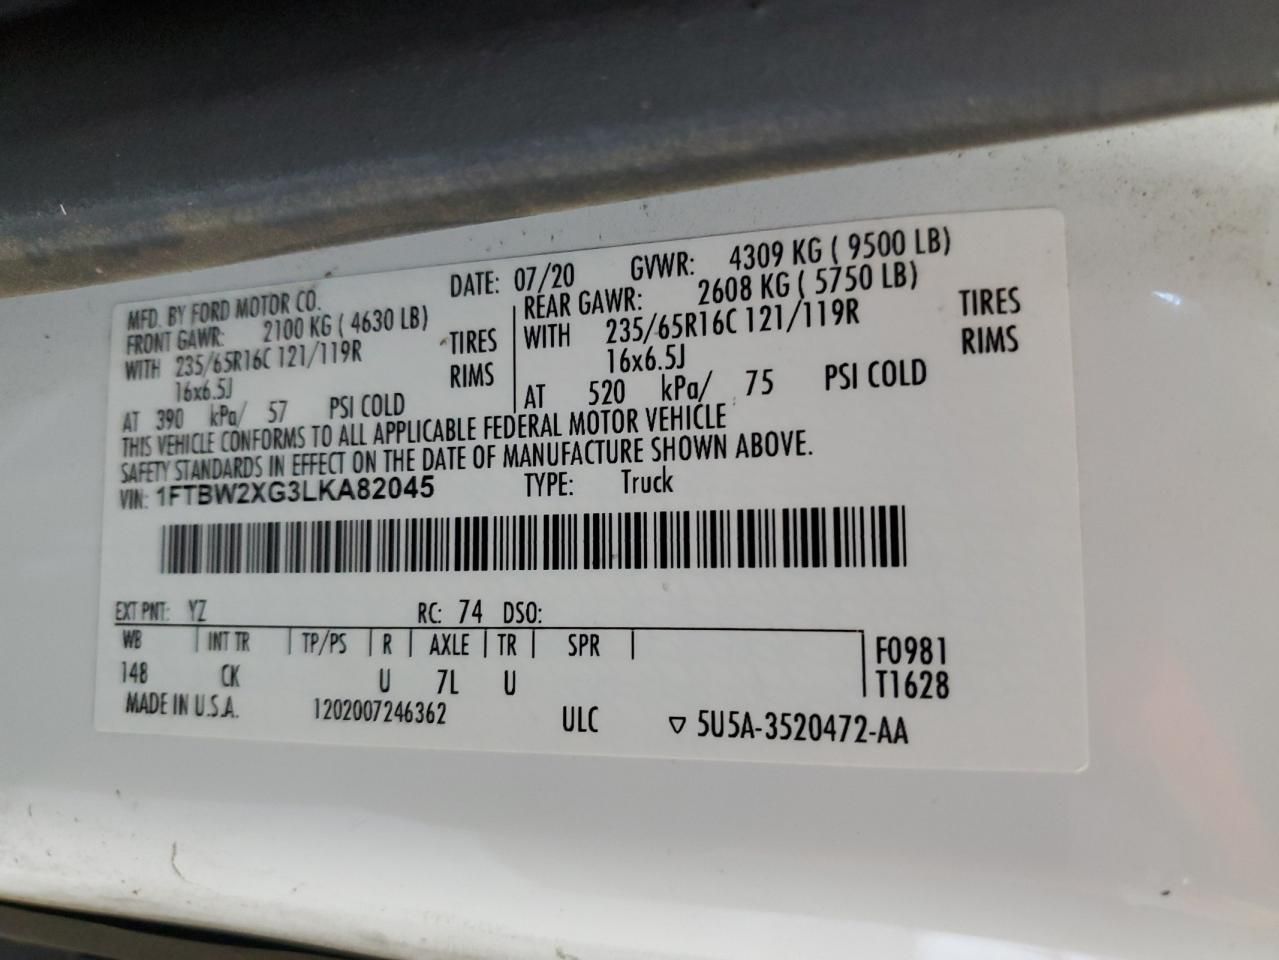 MFD. BY FORD MOTOR CO. DATE: 07/20 GVWR: 4309 KG ( 9500 LB)
FRONT GAWR: 2100 KG ( 4630 LB) REAR GAWR: 2608 KG ( 5750 LB)
WITH 235/65R16C 121/119R TIRES WITH 235/65R16C 121/119R TIRES
16x6.5J RIMS 16x6.5J RIMS
AT 390 kPa/ 57 PSI COLD AT 520 kPa/ 75 PSI COLD
THIS VEHICLE CONFORMS TO ALL APPLICABLE FEDERAL MOTOR VEHICLE
SAFETY STANDARDS IN EFFECT ON THE DATE OF MANUFACTURE SHOWN ABOVE.
VIN: 1FTBW2XG3LKA82045 TYPE: Truck
EXT PNT: YZ RC: 74 DSO:
WB INT TR TP/PS R AXLE TR SPR F0981
148 CK U 7L U T1628
MADE IN U.S.A. 1202007246362 ULC ▽ 5U5A-3520472-AA